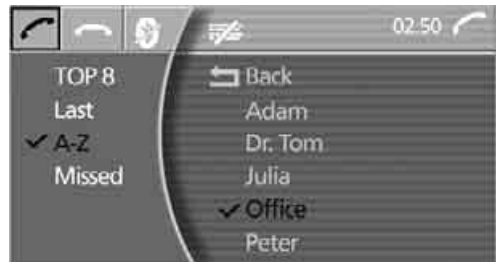 02.50
TOP 8
Last
A-Z
Missed
Back
Adam
Dr. Tom
Julia
Office
Peter